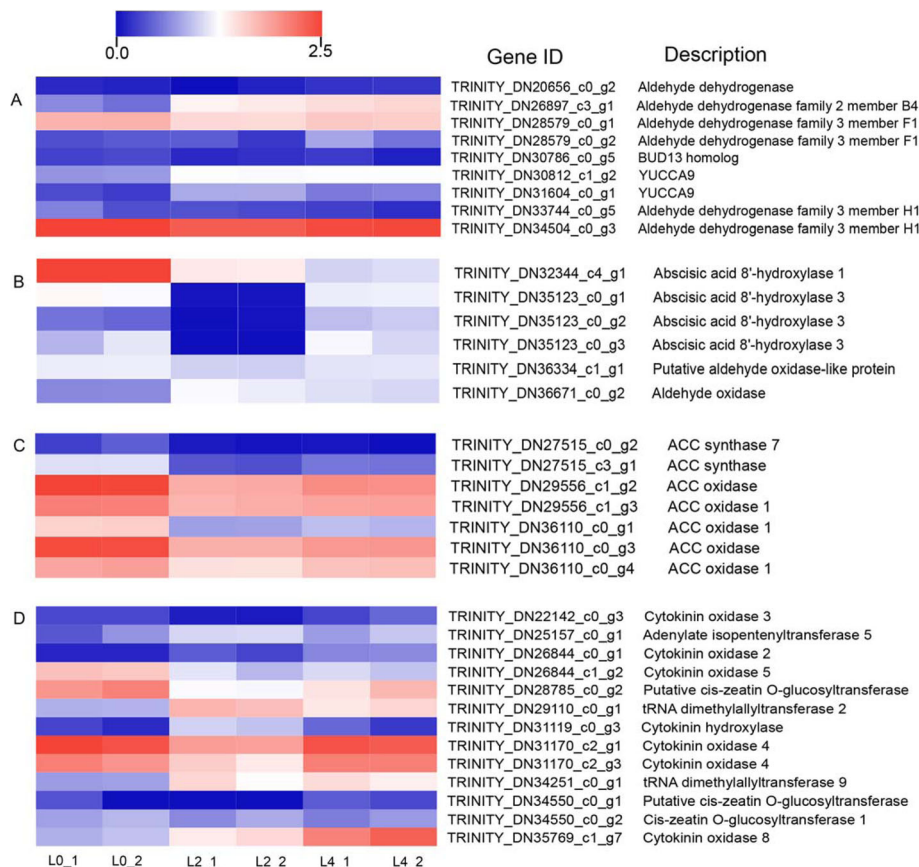 0.0 2.5
Gene ID Description
A
TRINITY_DN20656_c0_g2 Aldehyde dehydrogenase
TRINITY_DN26897_c3_g1 Aldehyde dehydrogenase family 2 member B4
TRINITY_DN28579_c0_g1 Aldehyde dehydrogenase family 3 member F1
TRINITY_DN28579_c0_g2 Aldehyde dehydrogenase family 3 member F1
TRINITY_DN30786_c0_g5 BUD13 homolog
TRINITY_DN30812_c1_g2 YUCCA9
TRINITY_DN31604_c0_g1 YUCCA9
TRINITY_DN33744_c0_g5 Aldehyde dehydrogenase family 3 member H1
TRINITY_DN34504_c0_g3 Aldehyde dehydrogenase family 3 member H1
B
TRINITY_DN32344_c4_g1 Abscisic acid 8'-hydroxylase 1
TRINITY_DN35123_c0_g1 Abscisic acid 8'-hydroxylase 3
TRINITY_DN35123_c0_g2 Abscisic acid 8'-hydroxylase 3
TRINITY_DN35123_c0_g3 Abscisic acid 8'-hydroxylase 3
TRINITY_DN36334_c1_g1 Putative aldehyde oxidase-like protein
TRINITY_DN36671_c0_g2 Aldehyde oxidase
C
TRINITY_DN27515_c0_g2 ACC synthase 7
TRINITY_DN27515_c3_g1 ACC synthase
TRINITY_DN29556_c1_g2 ACC oxidase
TRINITY_DN29556_c1_g3 ACC oxidase 1
TRINITY_DN36110_c0_g1 ACC oxidase 1
TRINITY_DN36110_c0_g3 ACC oxidase
TRINITY_DN36110_c0_g4 ACC oxidase 1
D
TRINITY_DN22142_c0_g3 Cytokinin oxidase 3
TRINITY_DN25157_c0_g1 Adenylate isopentenyltransferase 5
TRINITY_DN26844_c0_g1 Cytokinin oxidase 2
TRINITY_DN26844_c1_g2 Cytokinin oxidase 5
TRINITY_DN28785_c0_g2 Putative cis-zeatin O-glucosyltransferase
TRINITY_DN29110_c0_g1 tRNA dimethylallyltransferase 2
TRINITY_DN31119_c0_g3 Cytokinin hydroxylase
TRINITY_DN31170_c2_g1 Cytokinin oxidase 4
TRINITY_DN31170_c2_g3 Cytokinin oxidase 4
TRINITY_DN34251_c0_g1 tRNA dimethylallyltransferase 9
TRINITY_DN34550_c0_g1 Putative cis-zeatin O-glucosyltransferase
TRINITY_DN34550_c0_g2 Cis-zeatin O-glucosyltransferase 1
TRINITY_DN35769_c1_g7 Cytokinin oxidase 8
L0_1 L0_2 L2_1 L2_2 L4_1 L4_2